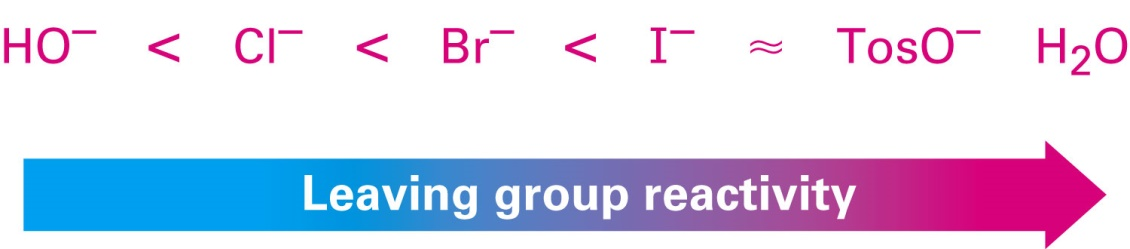 HO⁻ < Cl⁻ < Br⁻ < I⁻ ≈ TosO⁻ H₂O
Leaving group reactivity